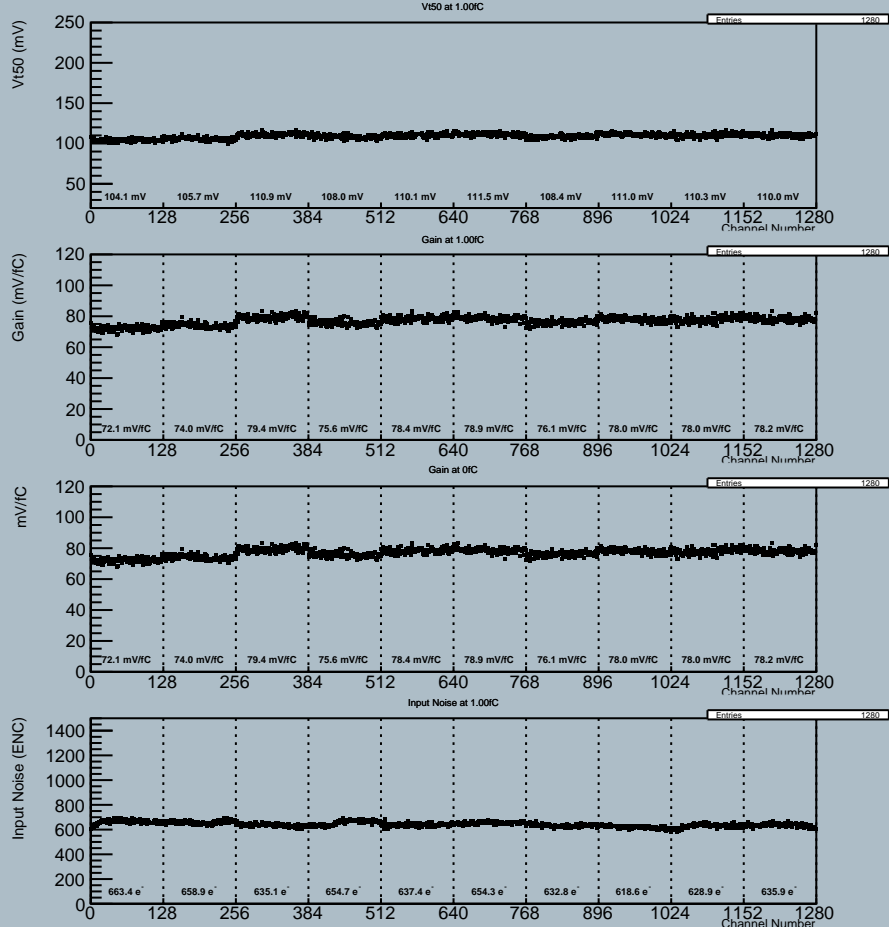 Vt50 at 1.00fC
Entries 1280
Vt50 (mV)
250
200
150
100
50
104.1 mV 105.7 mV 110.9 mV 108.0 mV 110.1 mV 111.5 mV 108.4 mV 111.0 mV 110.3 mV 110.0 mV
0 128 256 384 512 640 768 896 1024 1152 1280
Channel Number
Gain at 1.00fC
Entries 1280
Gain (mV/fC)
120
100
80
60
40
20
0
72.1 mV/fC 74.0 mV/fC 79.4 mV/fC 75.6 mV/fC 78.4 mV/fC 78.9 mV/fC 76.1 mV/fC 78.0 mV/fC 78.0 mV/fC 78.2 mV/fC
0 128 256 384 512 640 768 896 1024 1152 1280
Channel Number
Gain at 0fC
Entries 1280
mV/fC
120
100
80
60
40
20
0
72.1 mV/fC 74.0 mV/fC 79.4 mV/fC 75.6 mV/fC 78.4 mV/fC 78.9 mV/fC 76.1 mV/fC 78.0 mV/fC 78.0 mV/fC 78.2 mV/fC
0 128 256 384 512 640 768 896 1024 1152 1280
Channel Number
Input Noise at 1.00fC
Entries 1280
Input Noise (ENC)
1400
1200
1000
800
600
400
200
0
663.4 e⁻ 658.9 e⁻ 635.1 e⁻ 654.7 e⁻ 637.4 e⁻ 654.3 e⁻ 632.8 e⁻ 618.6 e⁻ 628.9 e⁻ 635.9 e⁻
0 128 256 384 512 640 768 896 1024 1152 1280
Channel Number